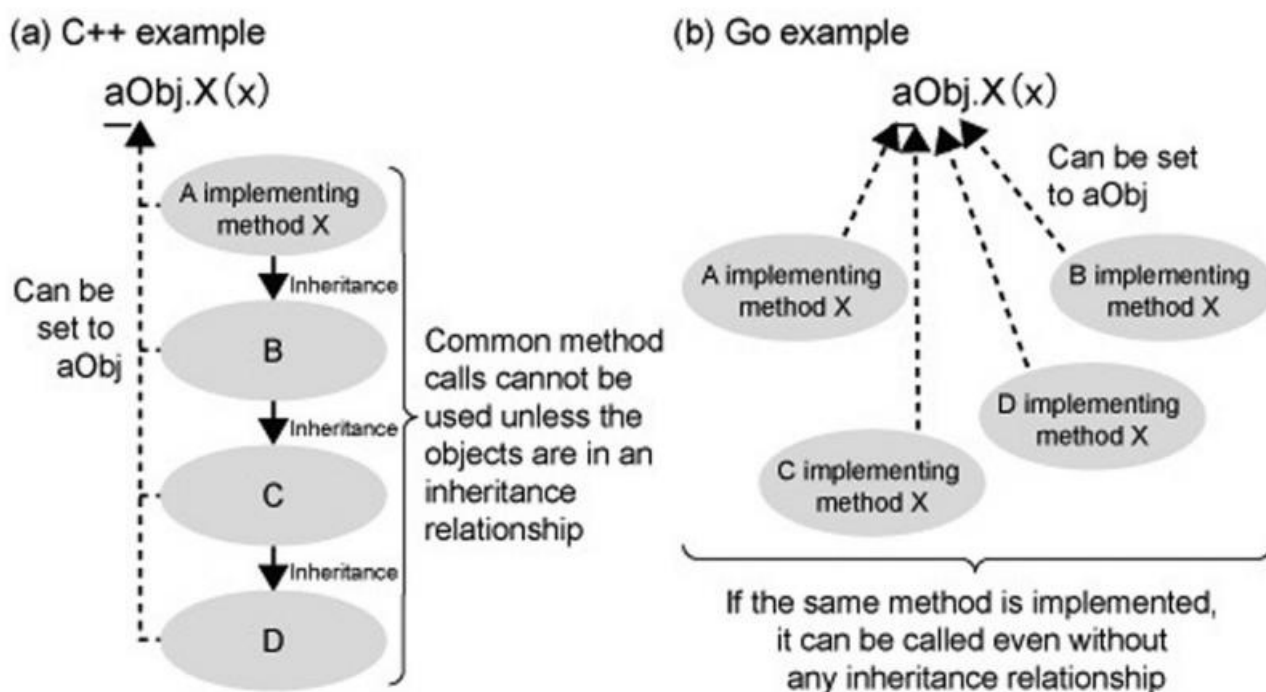 (a) C++ example
aObj.X(x)
A implementing
method X
Inheritance
B
Inheritance
C
Inheritance
D
Can be
set to
aObj
Common method
calls cannot be
used unless the
objects are in an
inheritance
relationship
(b) Go example
aObj.X(x)
Can be set
to aObj
A implementing
method X
B implementing
method X
D implementing
method X
C implementing
method X
If the same method is implemented,
it can be called even without
any inheritance relationship